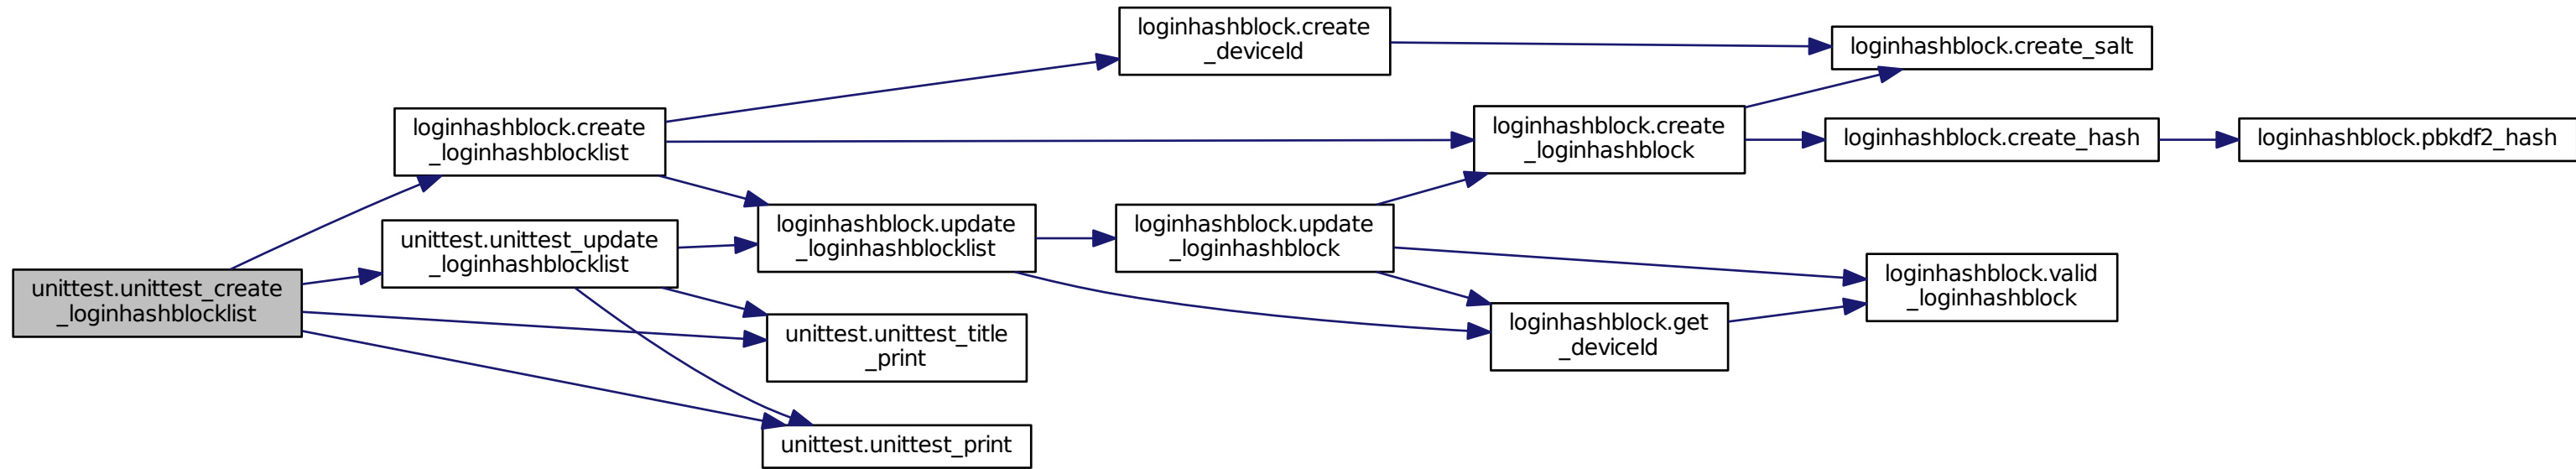 unittest.unittest_create
_loginhashblocklist
loginhashblock.create
_loginhashblocklist
unittest.unittest_update
_loginhashblocklist
loginhashblock.update
_loginhashblocklist
unittest.unittest_title
_print
unittest.unittest_print
loginhashblock.create
_deviceId
loginhashblock.update
_loginhashblock
loginhashblock.create
_loginhashblock
loginhashblock.get
_deviceId
loginhashblock.create_salt
loginhashblock.create_hash
loginhashblock.valid
_loginhashblock
loginhashblock.pbkdf2_hash